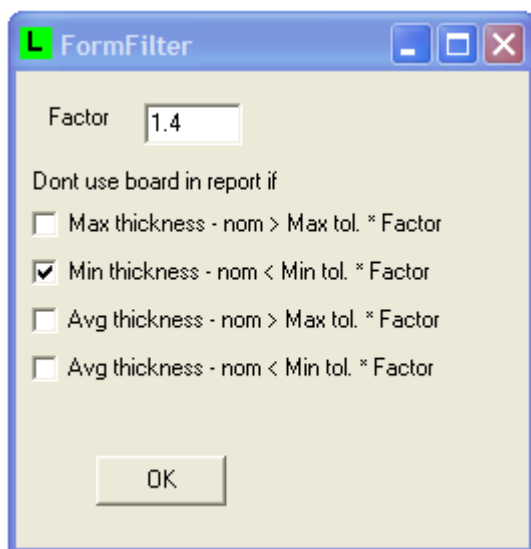 L FormFilter
Factor 1.4
Dont use board in report if
Max thickness - nom > Max tol. * Factor
Min thickness - nom < Min tol. * Factor
Avg thickness - nom > Max tol. * Factor
Avg thickness - nom < Min tol. * Factor
OK